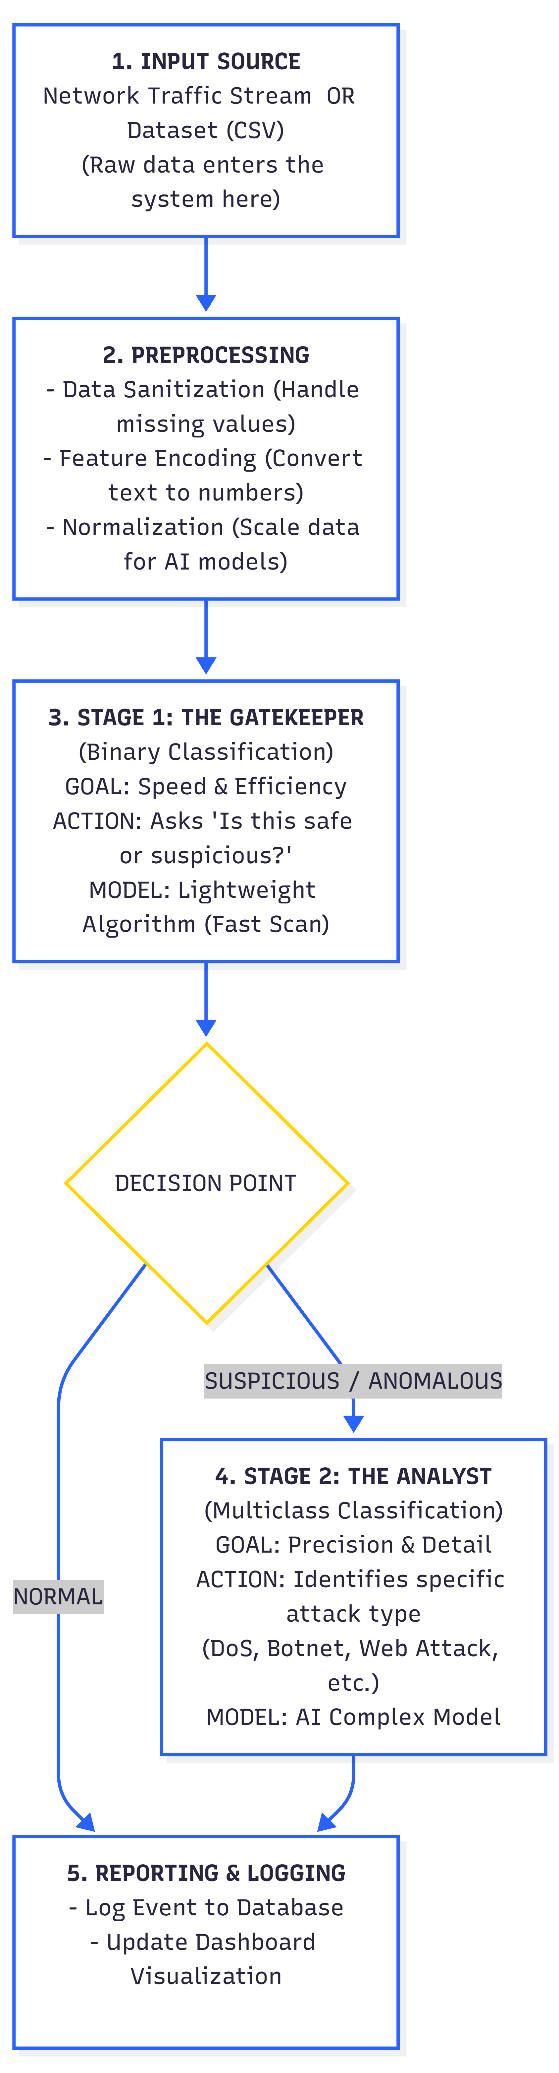 1. INPUT SOURCE
Network Traffic Stream  OR
Dataset (CSV)
(Raw data enters the
system here)
2. PREPROCESSING
- Data Sanitization (Handle
missing values)
- Feature Encoding (Convert
text to numbers)
- Normalization (Scale data
for AI models)
3. STAGE 1: THE GATEKEEPER
(Binary Classification)
GOAL: Speed & Efficiency
ACTION: Asks 'Is this safe
or suspicious?'
MODEL: Lightweight
Algorithm (Fast Scan)
DECISION POINT
SUSPICIOUS / ANOMALOUS
4. STAGE 2: THE ANALYST
(Multiclass Classification)
GOAL: Precision & Detail
ACTION: Identifies specific
attack type
(DoS, Botnet, Web Attack,
etc.)
MODEL: AI Complex Model
NORMAL
5. REPORTING & LOGGING
- Log Event to Database
- Update Dashboard
Visualization